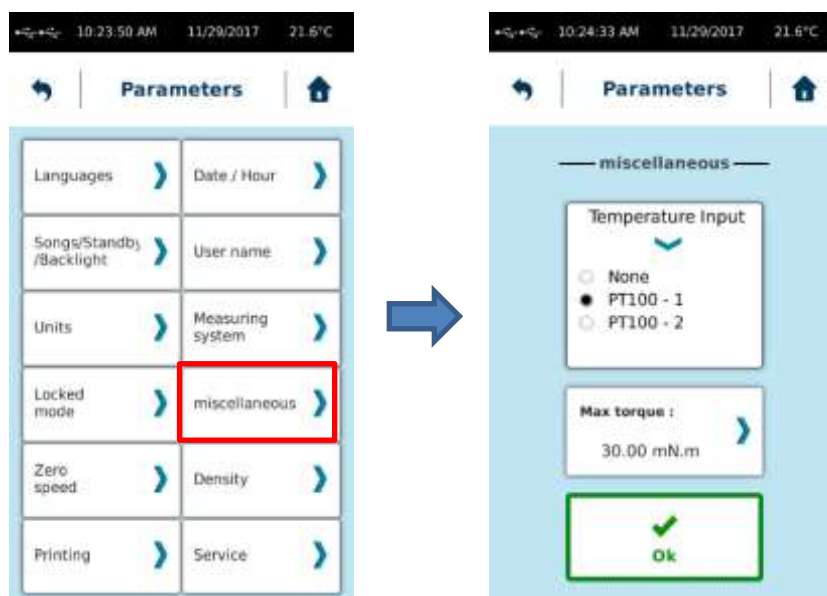 10:23:50 AM 11/29/2017 21.6°C
Parameters
Languages
Date / Hour
Songs/Standby
/Backlight
User name
Units
Measuring
system
Locked
mode
miscellaneous
Zero
speed
Density
Printing
Service
10:24:33 AM 11/29/2017 21.6°C
Parameters
miscellaneous
Temperature Input
None
PT100 - 1
PT100 - 2
Max torque :
30.00 mN.m
Ok